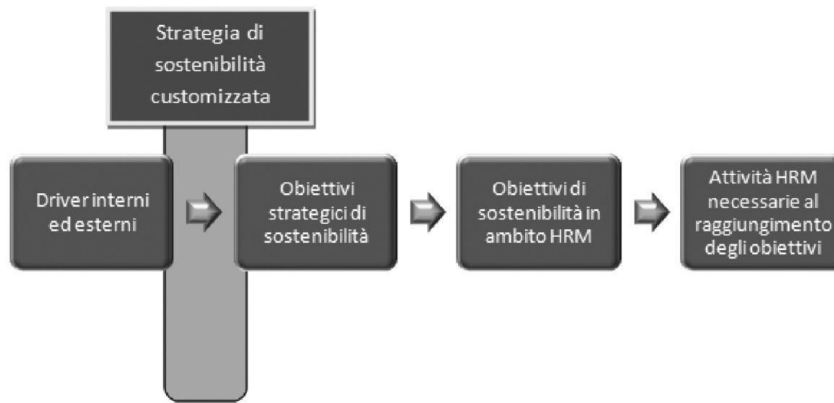 Strategia di
sostenibilità
customizzata
Driver interni
ed esterni
Obiettivi
strategici di
sostenibilità
Obiettivi di
sostenibilità in
ambito HRM
Attività HRM
necessarie al
raggiungimento
degli obiettivi